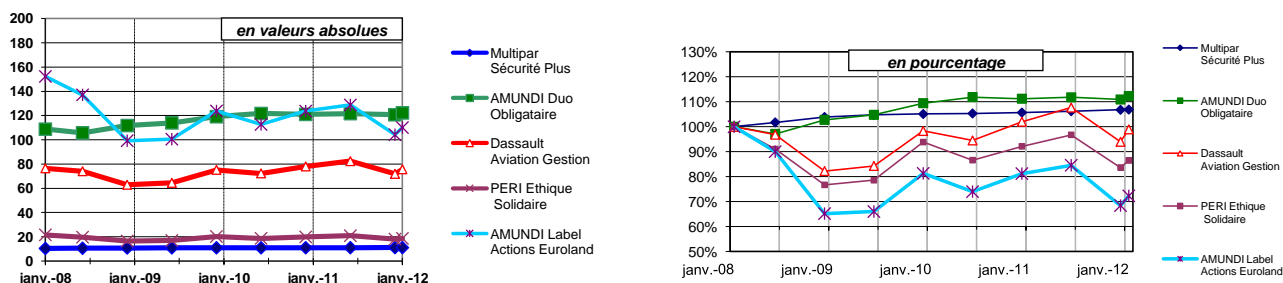 en valeurs absolues
200
180
160
140
120
100
80
60
40
20
0
janv.-08
janv.-09
janv.-10
janv.-11
janv.-12
Multipar
Sécurité Plus
AMUNDI Duo
Obligataire
Dassault
Aviation Gestion
PERI Ethique
Solidaire
AMUNDI Label
Actions Euroland
en pourcentage
130%
120%
110%
100%
90%
80%
70%
60%
50%
janv.-08
janv.-09
janv.-10
janv.-11
janv.-12
Multipar
Sécurité Plus
AMUNDI Duo
Obligataire
Dassault
Aviation Gestion
PERI Ethique
Solidaire
AMUNDI Label
Actions Euroland